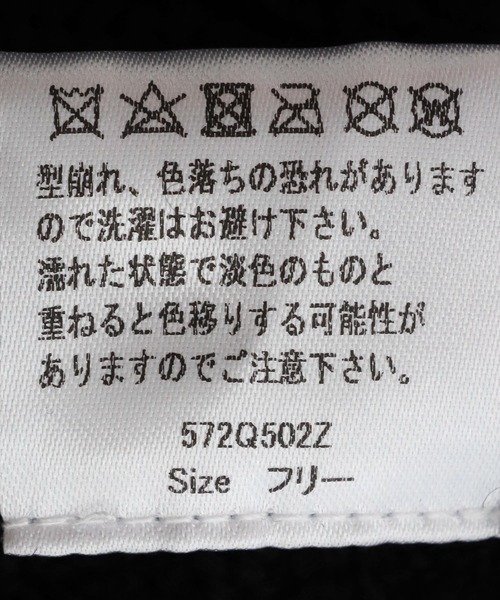 型崩れ、色落ちの恐れがあります
ので洗濯はお避け下さい。
濡れた状態で淡色のものと
重ねると色移りする可能性が
ありますのでご注意下さい。
572Q502Z
Size フリー